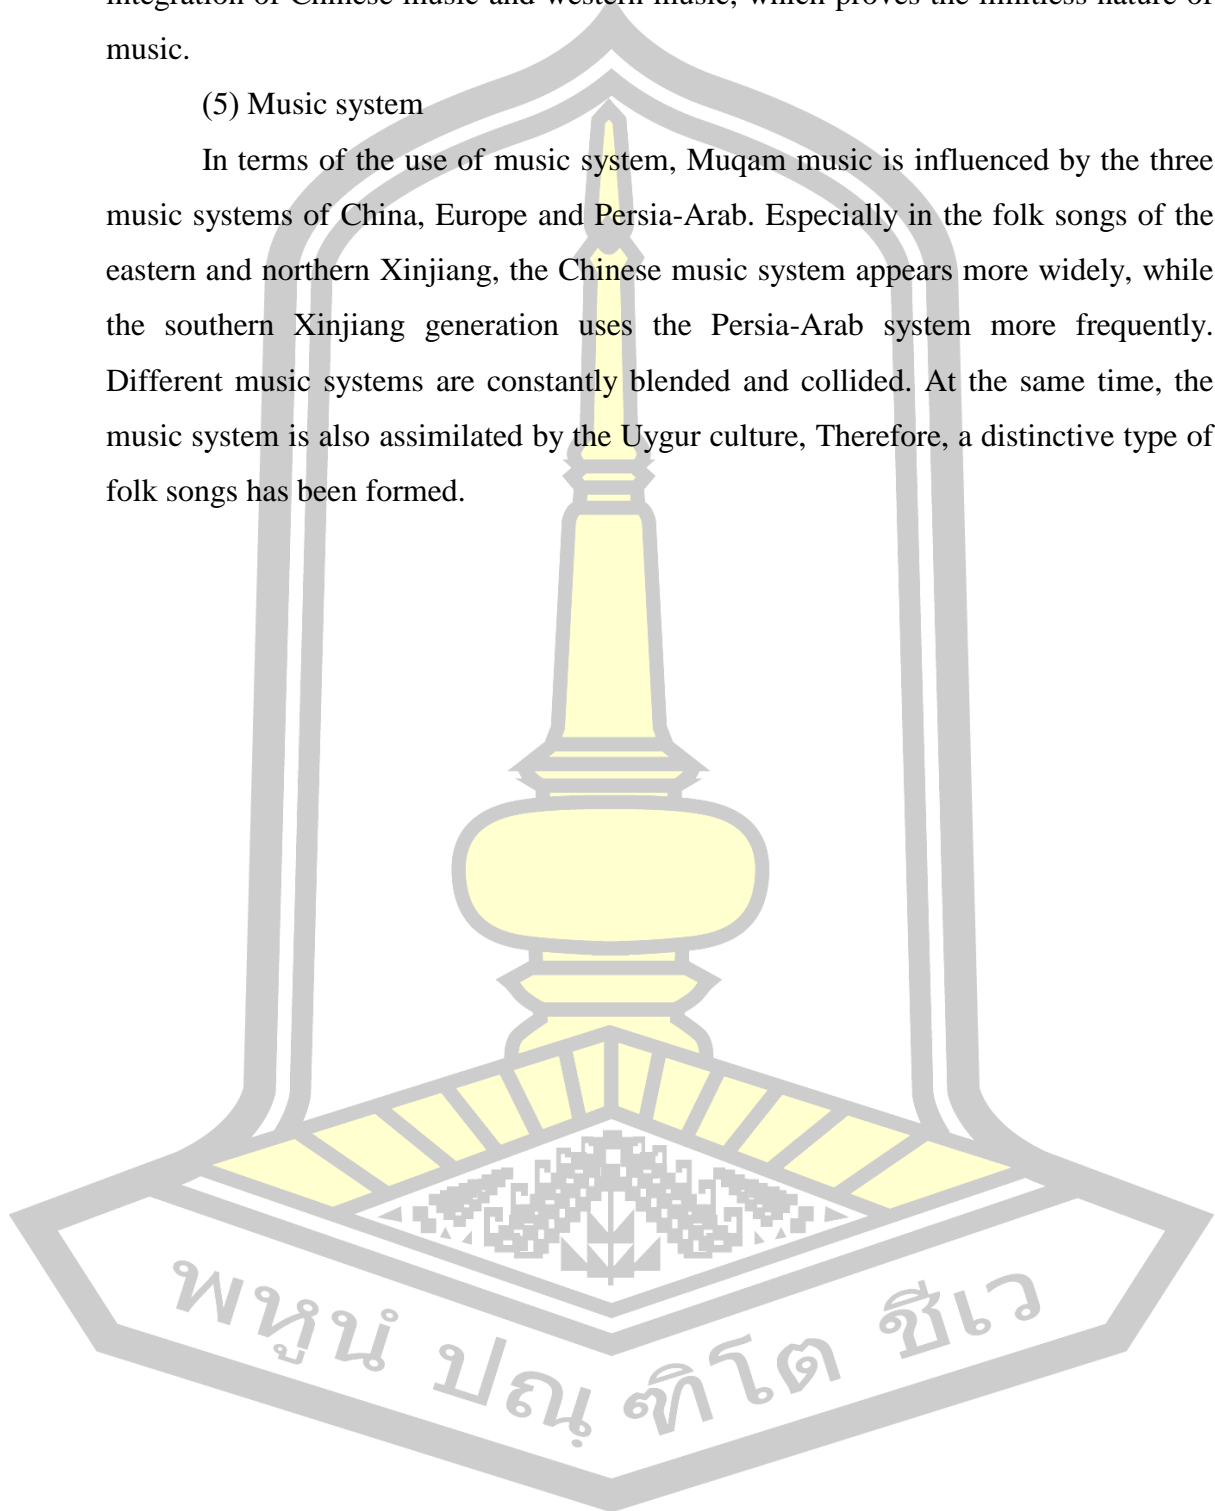 integration of Chinese music and western music, which proves the limitless nature of
music.
(5) Music system
In terms of the use of music system, Muqam music is influenced by the three
music systems of China, Europe and Persia-Arab. Especially in the folk songs of the
eastern and northern Xinjiang, the Chinese music system appears more widely, while
the southern Xinjiang generation uses the Persia-Arab system more frequently.
Different music systems are constantly blended and collided. At the same time, the
music system is also assimilated by the Uygur culture, Therefore, a distinctive type of
folk songs has been formed.
พหูนํ ปณฺฑิโต ชีเว